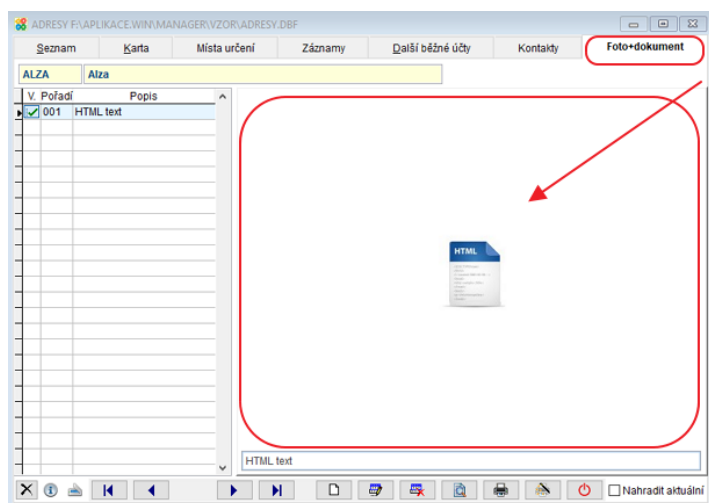 ADRESY F:\APLIKACE.WIN\MANAGER\VZOR\ADRESY.DBF
Seznam Karta Místa určení Záznamy Další běžné účty Kontakty Foto+dokument
ALZA Alza
V. Pořadí Popis
001 HTML text
HTML
HTML text
Nahradit aktuální